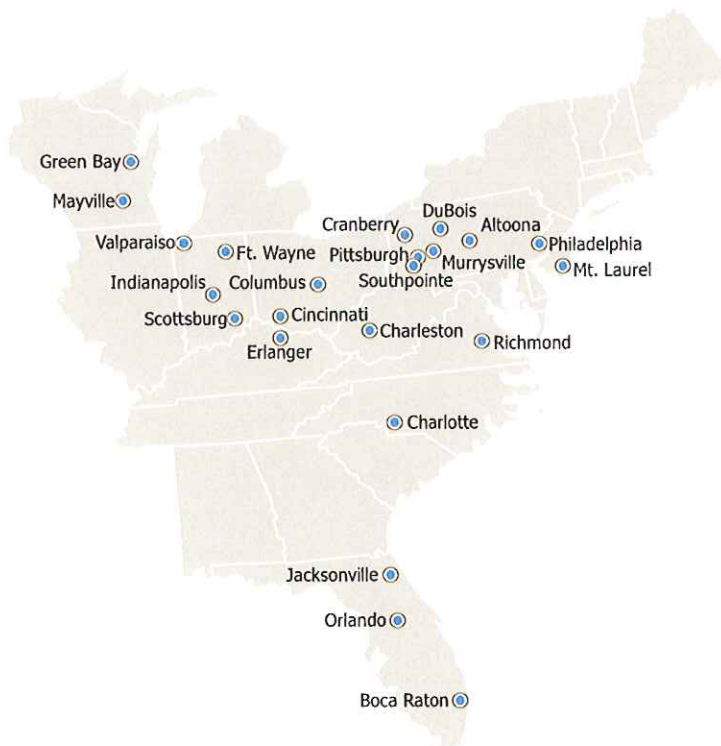 Green Bay
Mayville
DuBois
Cranberry
Altoona
Valparaiso
Philadelphia
Ft. Wayne
Pittsburgh
Murrysville
Mt. Laurel
Southpointe
Indianapolis
Columbus
Scottsburg
Cincinnati
Charleston
Richmond
Erlanger
Charlotte
Jacksonville
Orlando
Boca Raton